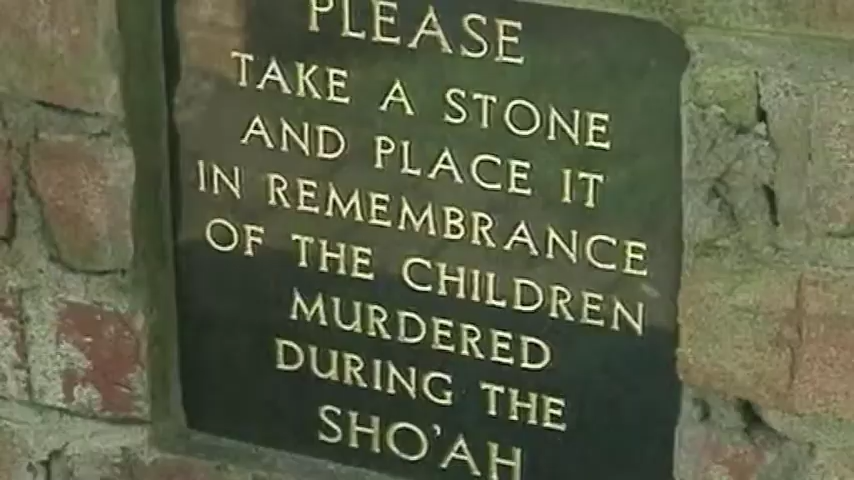 PLEASE
TAKE A STONE
AND PLACE IT
IN REMEMBRANCE
OF THE CHILDREN
MURDERED
DURING THE
SHO'AH